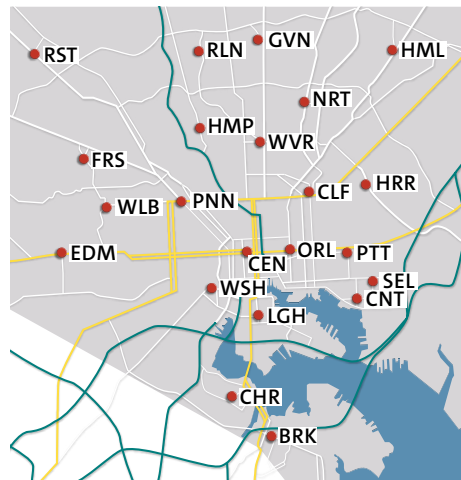 GVN
RST
RLN
HML
NRT
HMP
WVR
FRS
HRR
CLF
PNN
WLB
ORL
EDM
PTT
CEN
SEL
WSH
CNT
LGH
CHR
BRK